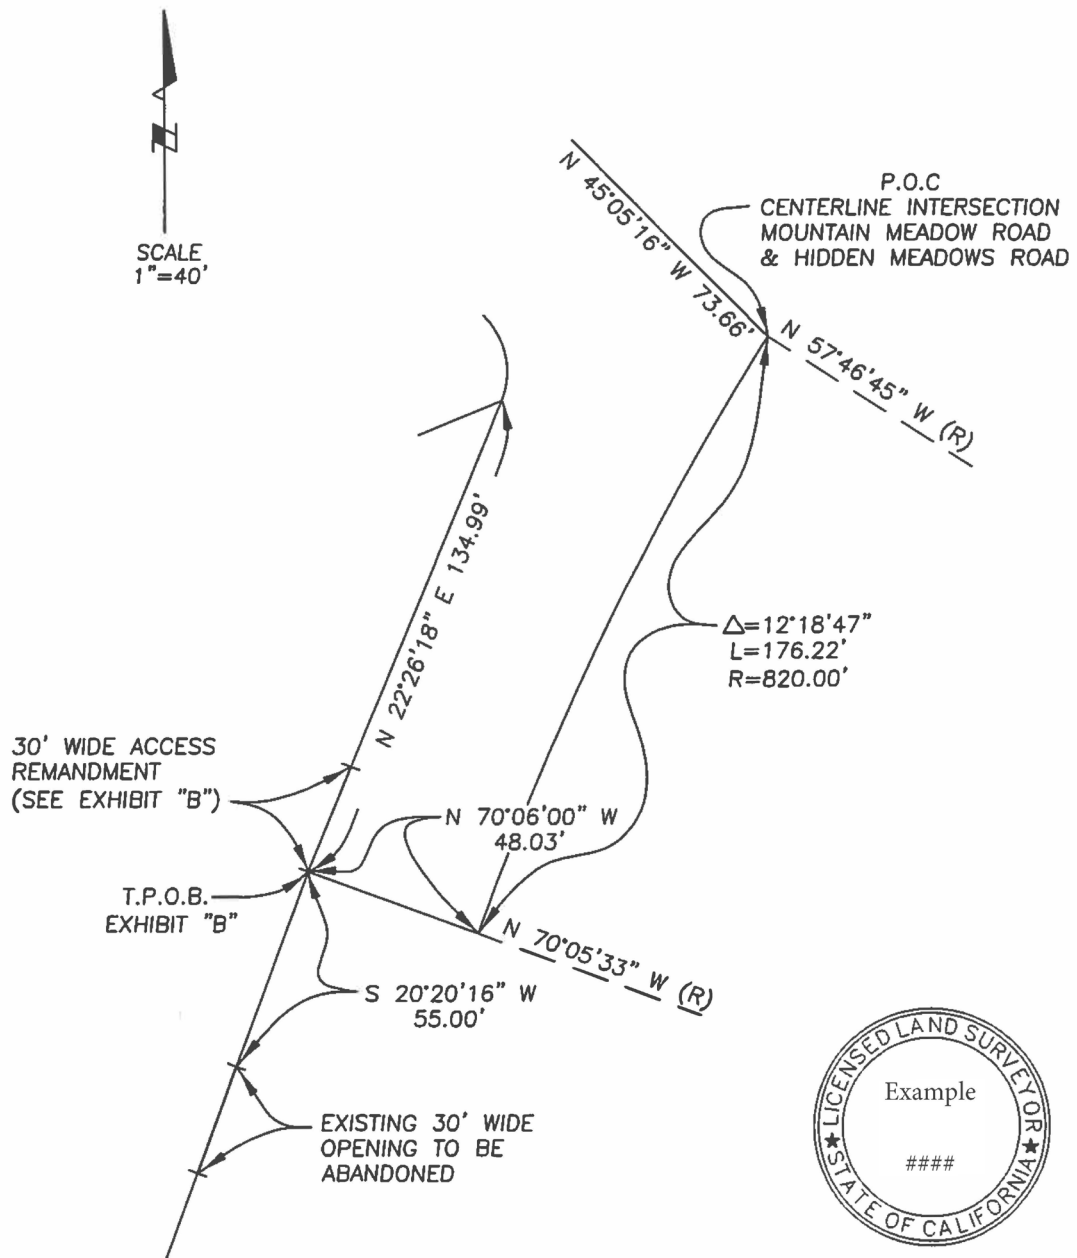 N
SCALE
1"=40'
N 45°05'16" W 73.66'
P.O.C
CENTERLINE INTERSECTION
MOUNTAIN MEADOW ROAD
& HIDDEN MEADOWS ROAD
N 57°46'45" W (R)
N 22°26'18" E 134.99'
Δ=12°18'47"
L=176.22'
R=820.00'
30' WIDE ACCESS
REMANDMENT
(SEE EXHIBIT "B")
N 70°06'00" W
48.03'
T.P.O.B.
EXHIBIT "B"
N 70°05'33" W (R)
S 20°20'16" W
55.00'
EXISTING 30' WIDE
OPENING TO BE
ABANDONED
LICENSED LAND SURVEYOR
Example
####
★ STATE OF CALIFORNIA ★